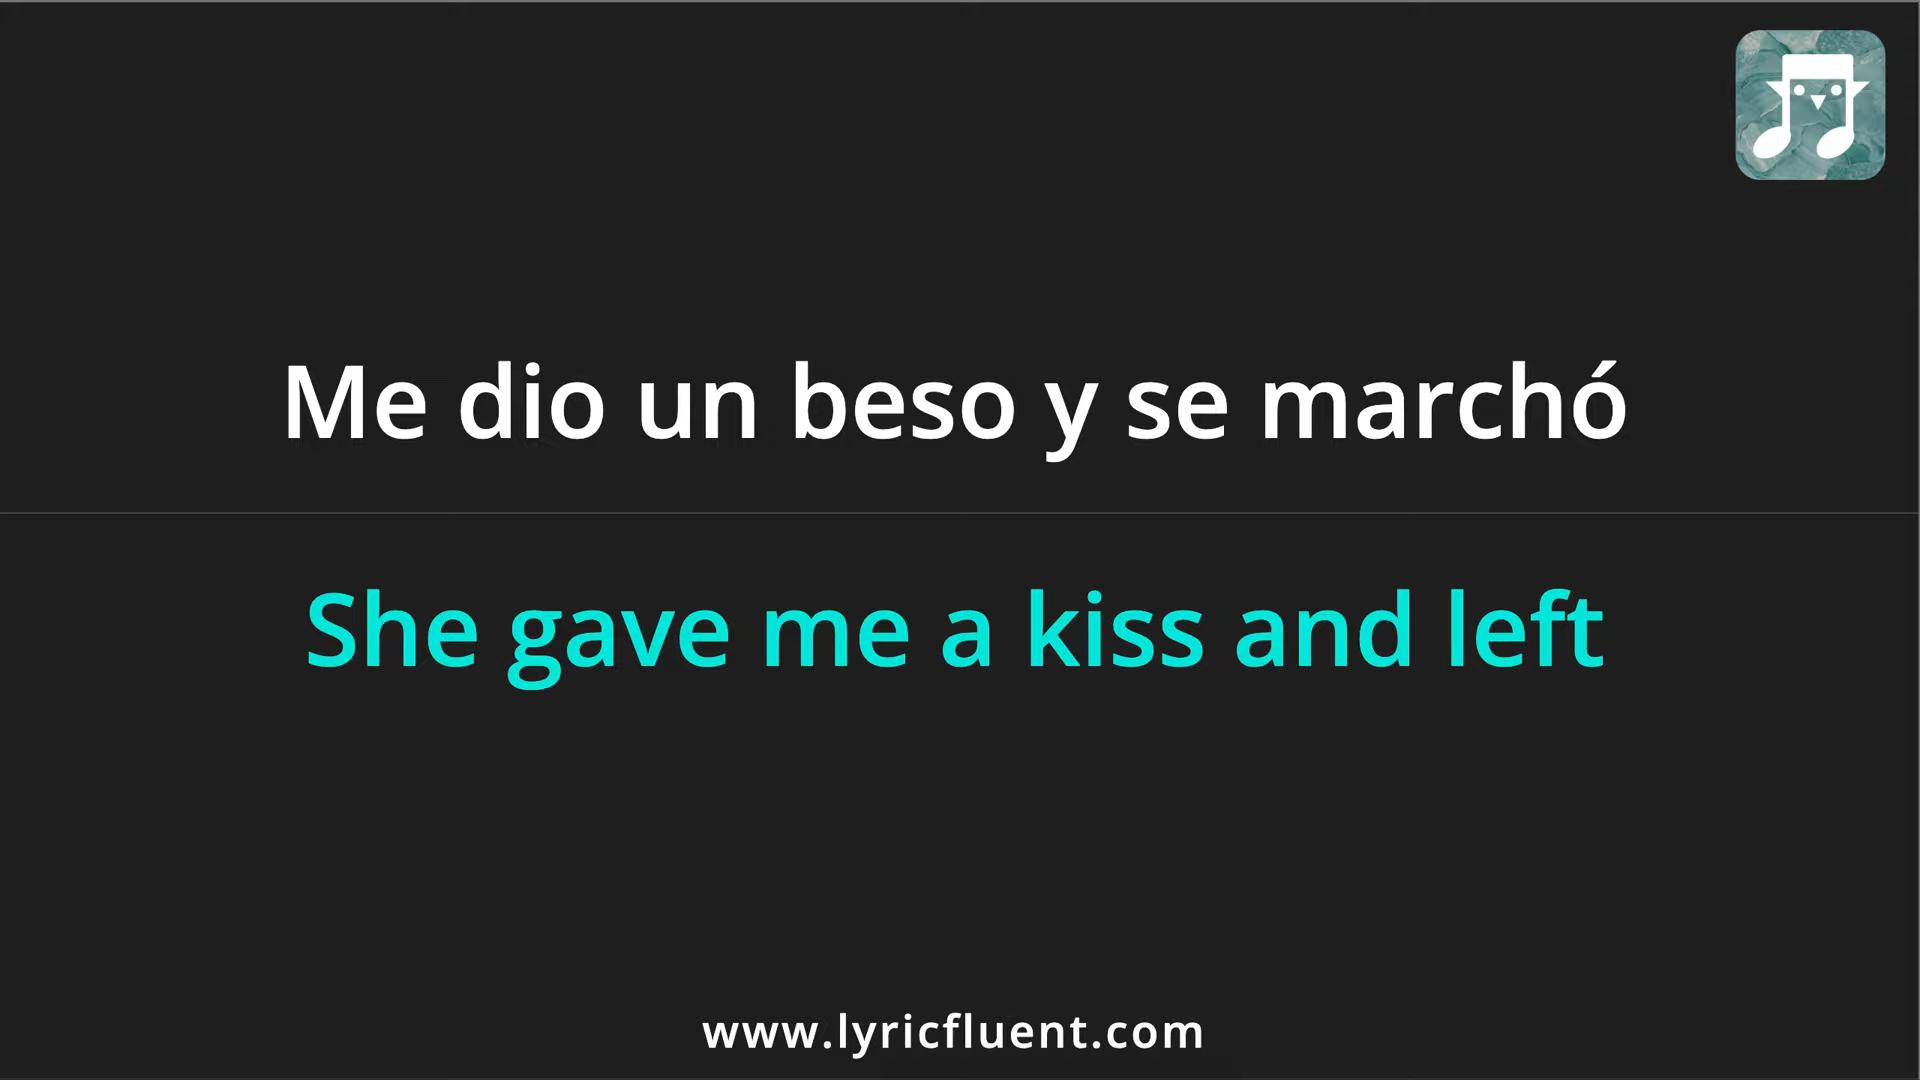 Me dio un beso y se marchó
She gave me a kiss and left
www.lyricfluent.com